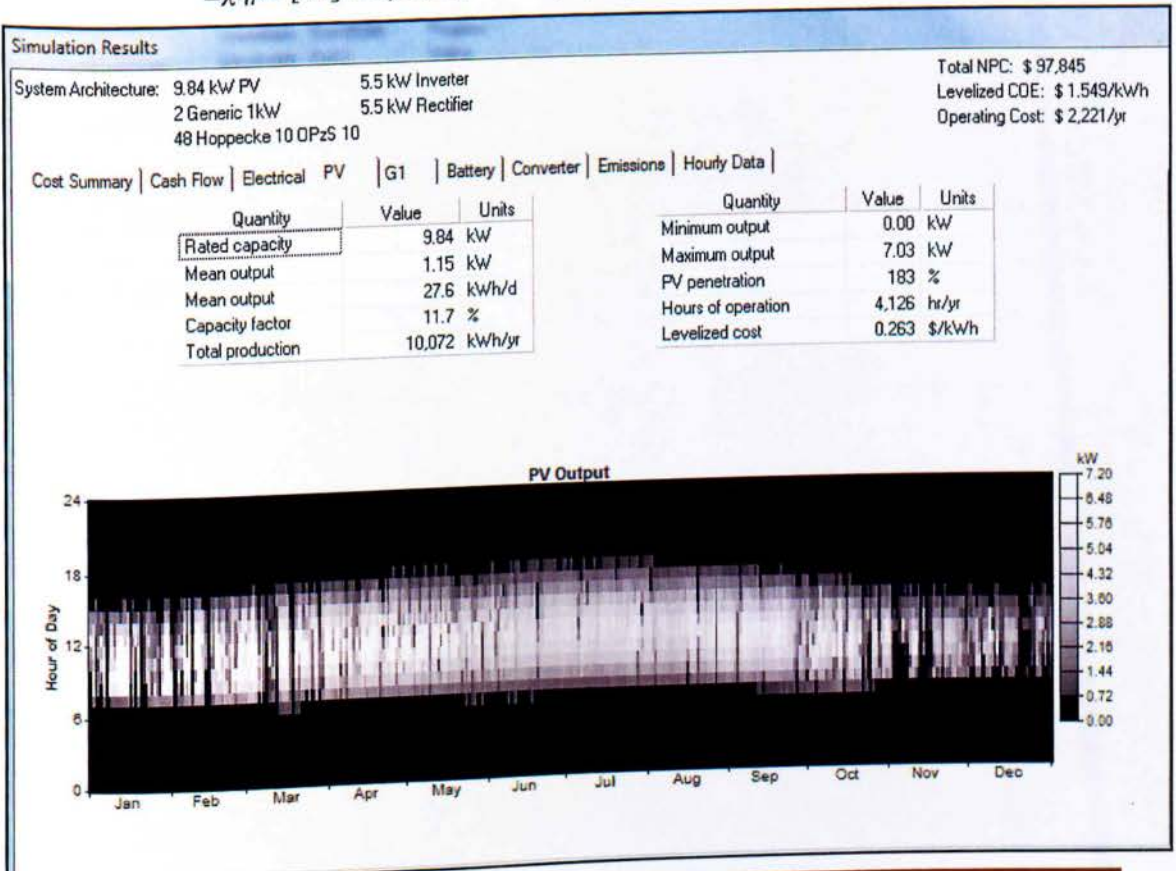 Simulation Results
System Architecture: 9.84 kW PV 5.5 kW Inverter
2 Generic 1kW 5.5 kW Rectifier
48 Hoppecke 10 OPzS 10
Total NPC: $ 97,845
Levelized COE: $ 1.549/kWh
Operating Cost: $ 2,221/yr
Cost Summary Cash Flow Electrical PV G1 Battery Converter Emissions Hourly Data
Quantity Value Units
Rated capacity 9.84 kW
Mean output 1.15 kW
Mean output 27.6 kWh/d
Capacity factor 11.7 %
Total production 10,072 kWh/yr
Quantity Value Units
Minimum output 0.00 kW
Maximum output 7.03 kW
PV penetration 183 %
Hours of operation 4,126 hr/yr
Levelized cost 0.263 $/kWh
PV Output
Hour of Day
24
18
12
6
0
Jan Feb Mar Apr May Jun Jul Aug Sep Oct Nov Dec
kW
7.20
6.48
5.76
5.04
4.32
3.60
2.88
2.16
1.44
0.72
0.00